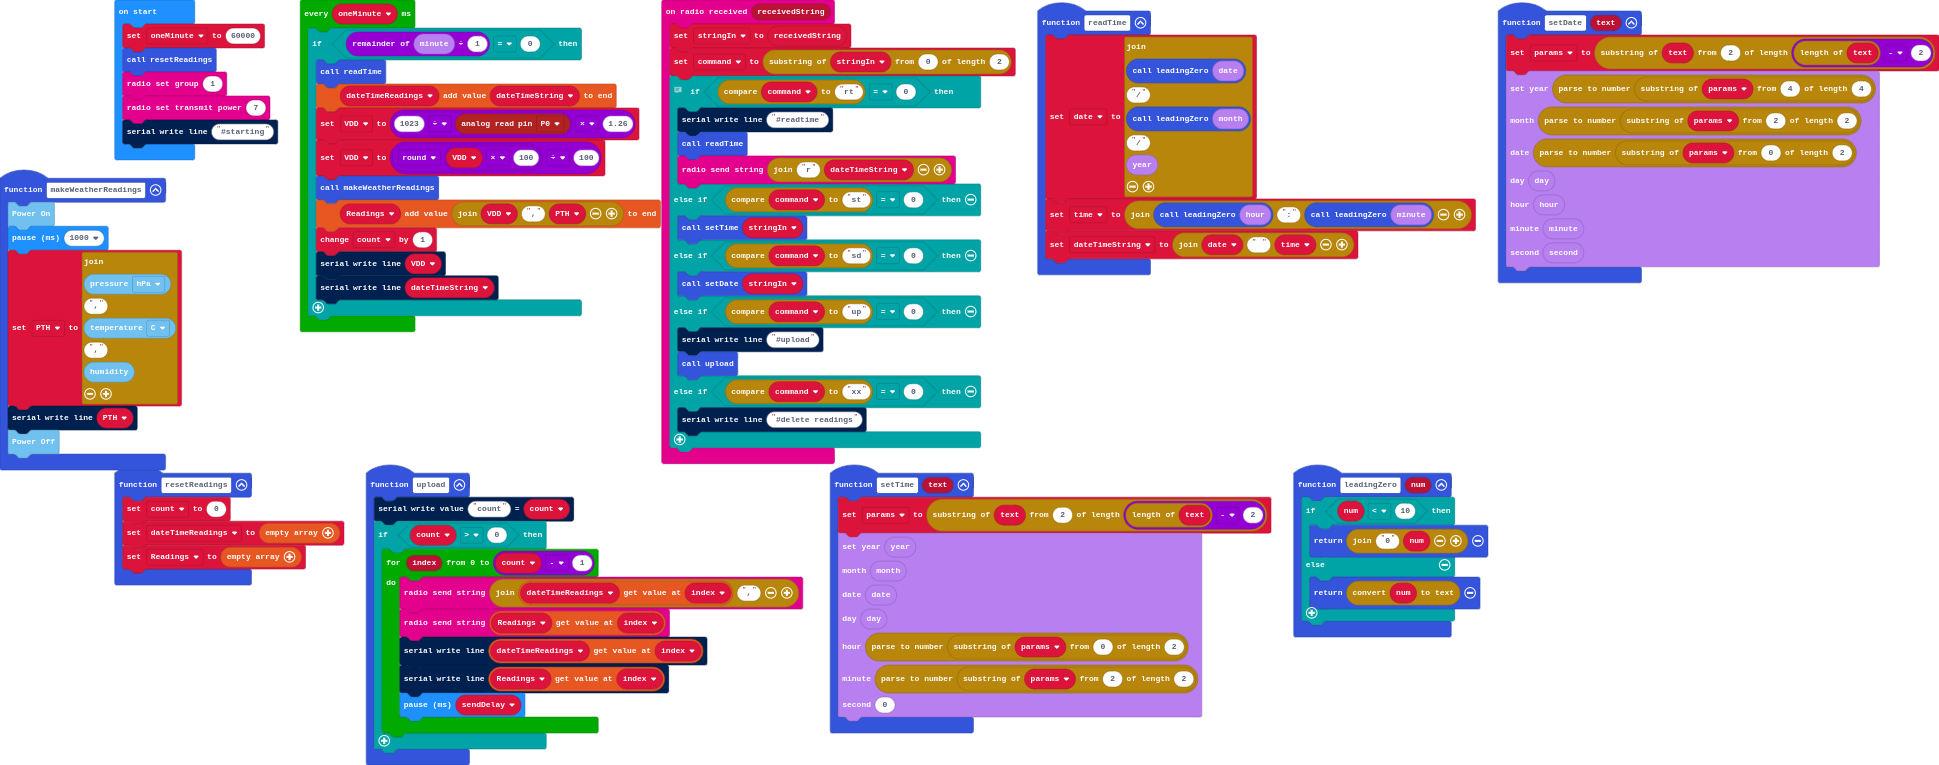 on start
set oneMinute to 60000
call resetReadings
radio set group 1
radio set transmit power 7
serial write line "#starting"
function makeWeatherReadings
Power On
pause (ms) 1000
set PTH to join
pressure hPa
","
temperature C
","
humidity
serial write line PTH
Power Off
every oneMinute ms
if remainder of minute ÷ 1 = 0 then
call readTime
dateTimeReadings add value dateTimeString to end
set VDD to 1023 ÷ analog read pin P0 × 1.26
set VDD to round VDD × 100 ÷ 100
call makeWeatherReadings
Readings add value join VDD "," PTH to end
change count by 1
serial write line VDD
serial write line dateTimeString
on radio received receivedString
set stringIn to receivedString
set command to substring of stringIn from 0 of length 2
if compare command to "rt" = 0 then
serial write line "#readtime"
call readTime
radio send string join "r" dateTimeString
else if compare command to "st" = 0 then
call setTime stringIn
else if compare command to "sd" = 0 then
call setDate stringIn
else if compare command to "up" = 0 then
serial write line "#upload"
call upload
else if compare command to "xx" = 0 then
serial write line "#delete readings"
function readTime
set date to join
call leadingZero date
"/"
call leadingZero month
"/"
year
set time to join call leadingZero hour ":" call leadingZero minute
set dateTimeString to join date " " time
function setDate text
set params to substring of text from 2 of length length of text - 2
set year parse to number substring of params from 4 of length 4
month parse to number substring of params from 2 of length 2
date parse to number substring of params from 0 of length 2
day day
hour hour
minute minute
second second
function resetReadings
set count to 0
set dateTimeReadings to empty array
set Readings to empty array
function upload
serial write value "count" = count
if count > 0 then
for index from 0 to count - 1
do
radio send string join dateTimeReadings get value at index ","
radio send string Readings get value at index
serial write line dateTimeReadings get value at index
serial write line Readings get value at index
pause (ms) sendDelay
function setTime text
set params to substring of text from 2 of length length of text - 2
set year year
month month
date date
day day
hour parse to number substring of params from 0 of length 2
minute parse to number substring of params from 2 of length 2
second 0
function leadingZero num
if num < 10 then
return join "0" num
else
return convert num to text